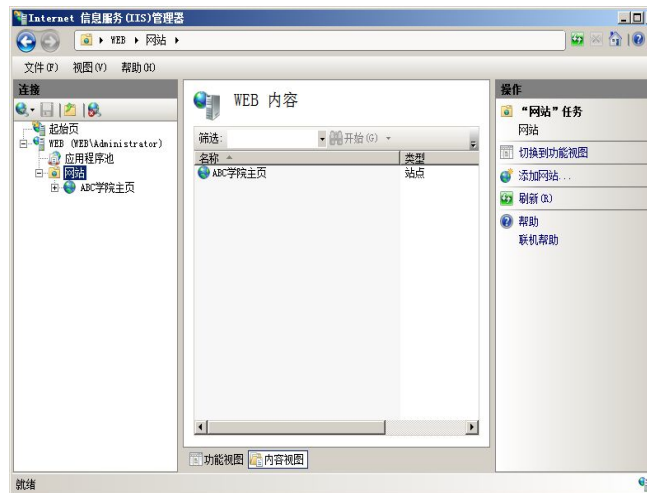 Internet 信息服务(IIS)管理器
WEB 网站
文件(F) 视图(V) 帮助(H)
连接
起始页
WEB (WEB\Administrator)
应用程序池
网站
ABC学院主页
WEB 内容
筛选: 开始(G)
名称 类型
ABC学院主页 站点
功能视图 内容视图
操作
“网站”任务
网站
切换到功能视图
添加网站...
刷新(R)
帮助
联机帮助
就绪